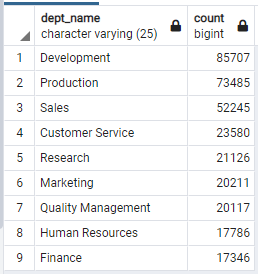 dept_name count
character varying (25) bigint
1 Development 85707
2 Production 73485
3 Sales 52245
4 Customer Service 23580
5 Research 21126
6 Marketing 20211
7 Quality Management 20117
8 Human Resources 17786
9 Finance 17346